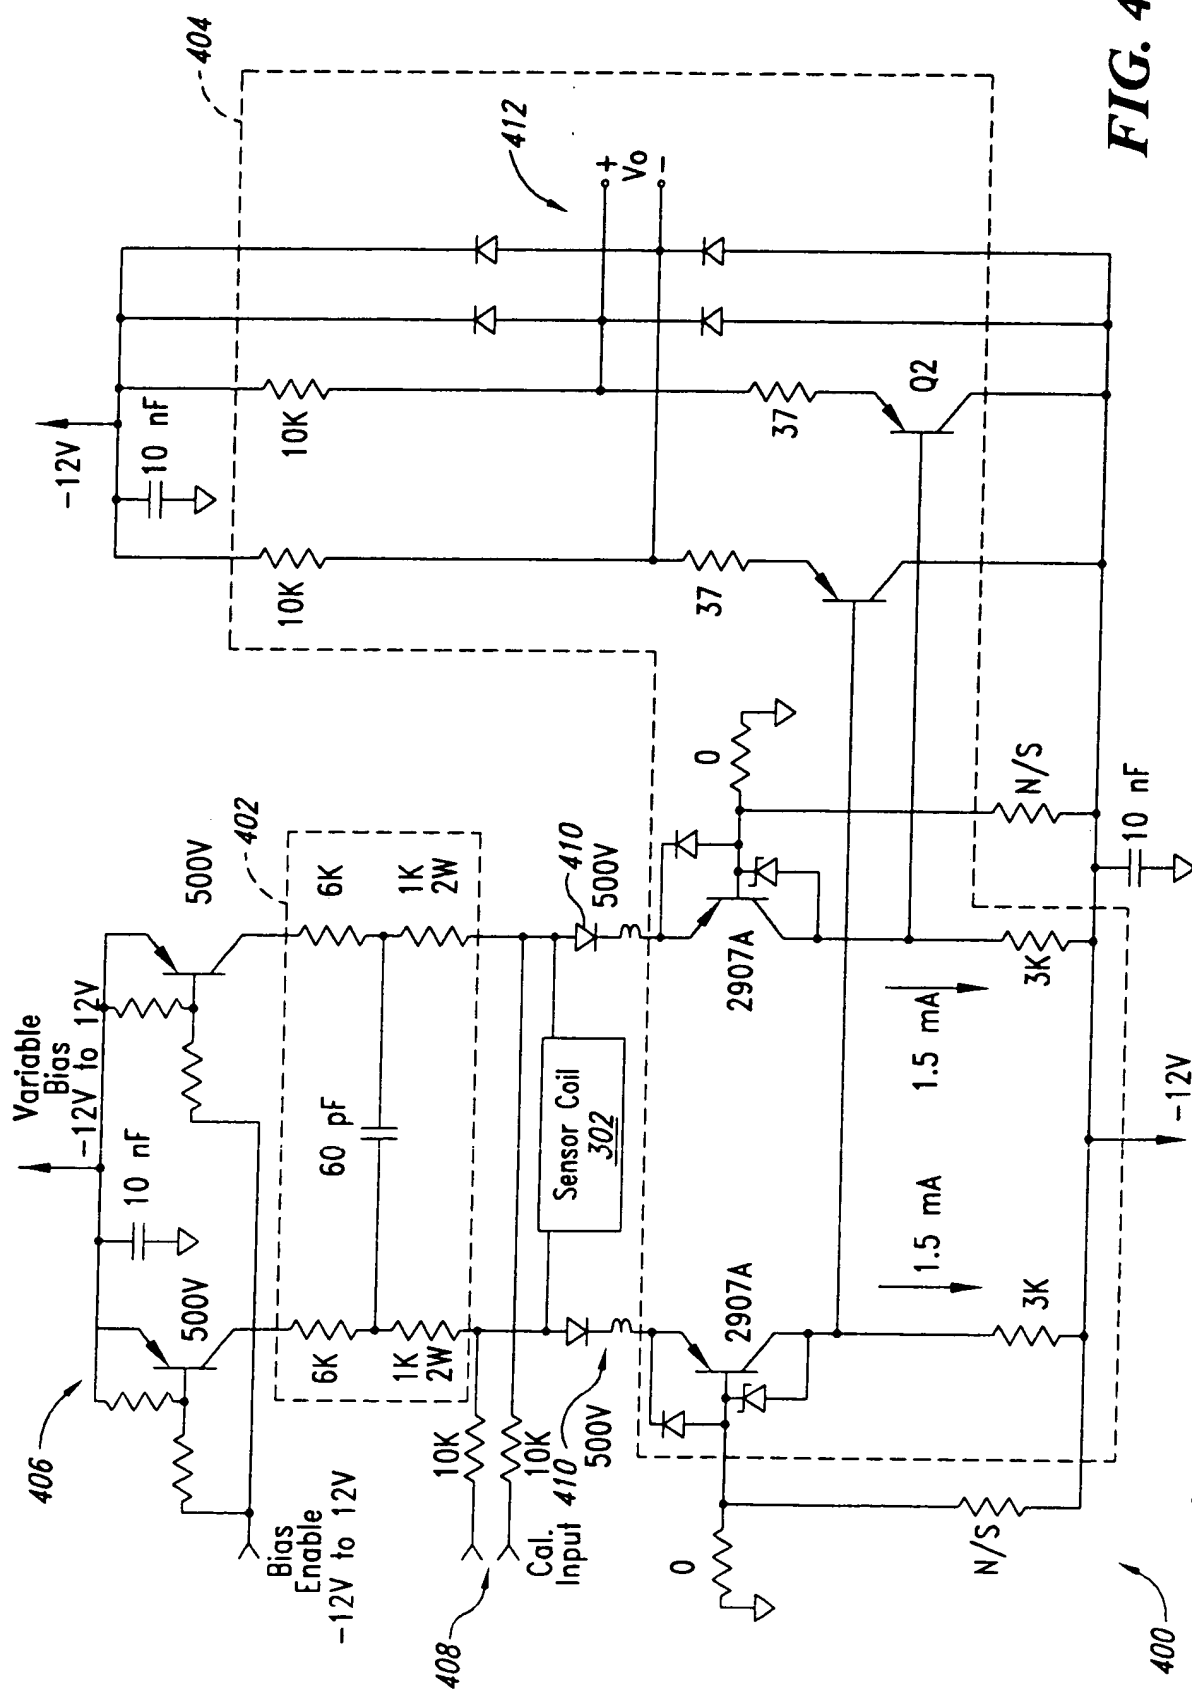 404
412
-12V
10 nF
10K
10K
+
Vo
-
37
37
Q2
Variable
Bias
-12V to 12V
10 nF
500V
500V
402
6K
6K
1K
2W
1K
2W
60 pF
406
Bias
Enable
-12V to 12V
10K
10K
408
Cal.
Input
410
500V
410
500V
Sensor Coil
302
0
0
2907A
2907A
N/S
N/S
1.5 mA
1.5 mA
3K
3K
10 nF
-12V
400
FIG. 4